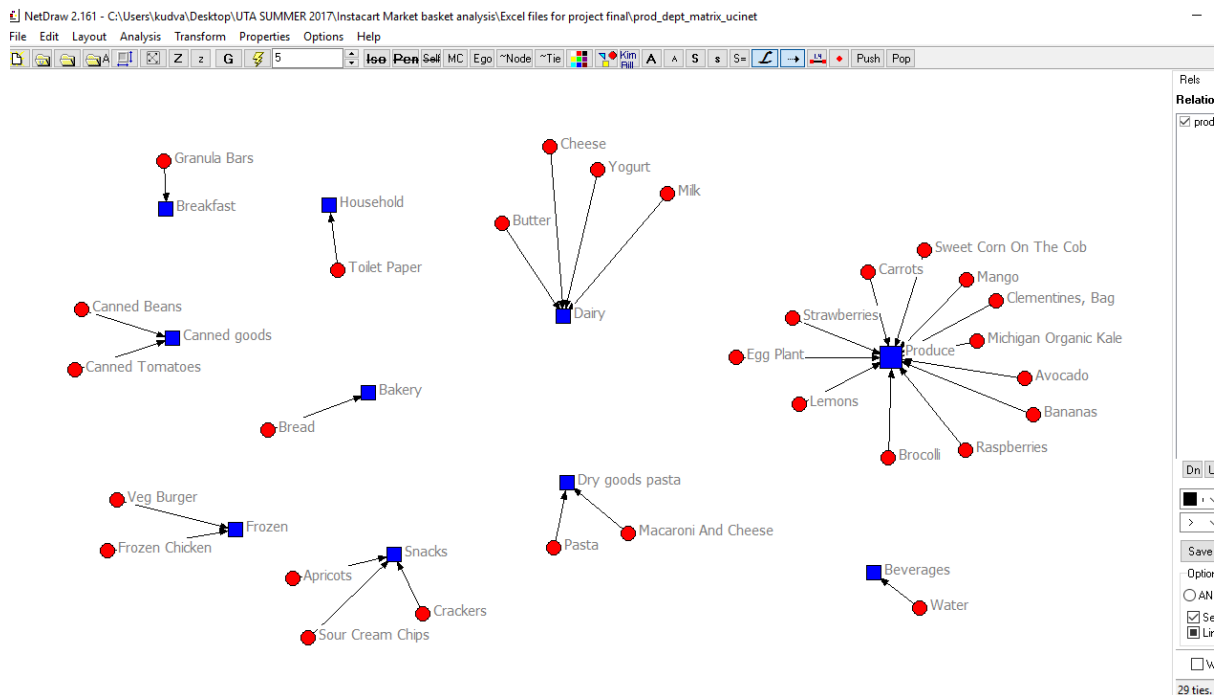 NetDraw 2.161 - C:\Users\kudva\Desktop\UTA SUMMER 2017\Instacart Market basket analysis\Excel files for project final\prod_dept_matrix_ucinet
File Edit Layout Analysis Transform Properties Options Help
A Z z G 5 Iso Pen Self MC Ego ~Node ~Tie Kim Rill A A S s S= L Push Pop
Rels
Relatio
prod
Cheese
Granula Bars
Yogurt
Milk
Breakfast
Household
Butter
Sweet Corn On The Cob
Toilet Paper
Carrots
Mango
Clementines, Bag
Canned Beans
Dairy
Strawberries
Canned goods
Michigan Organic Kale
Produce
Egg Plant
Canned Tomatoes
Avocado
Bakery
Lemons
Bananas
Bread
Raspberries
Brocolli
Dn U
Dry goods pasta
Veg Burger
Frozen
Macaroni And Cheese
Pasta
Frozen Chicken
Snacks
Save
Beverages
Option
Apricots
AN
Water
Crackers
Se
Sour Cream Chips
Lin
W
29 ties.